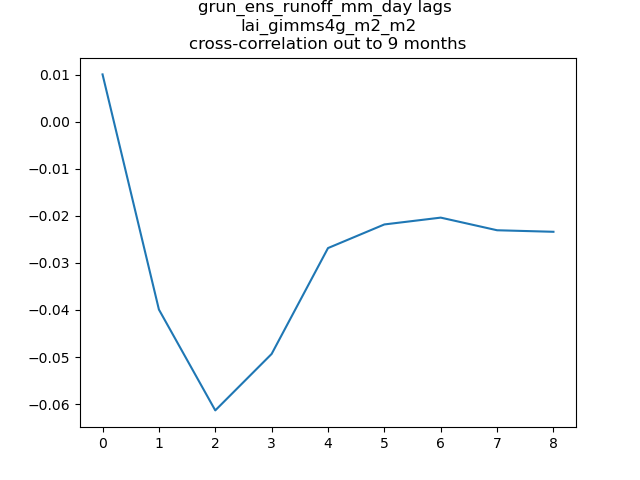 grun_ens_runoff_mm_day lags
lai_gimms4g_m2_m2
cross-correlation out to 9 months
0.01
0.00
−0.01
−0.02
−0.03
−0.04
−0.05
−0.06
0 1 2 3 4 5 6 7 8